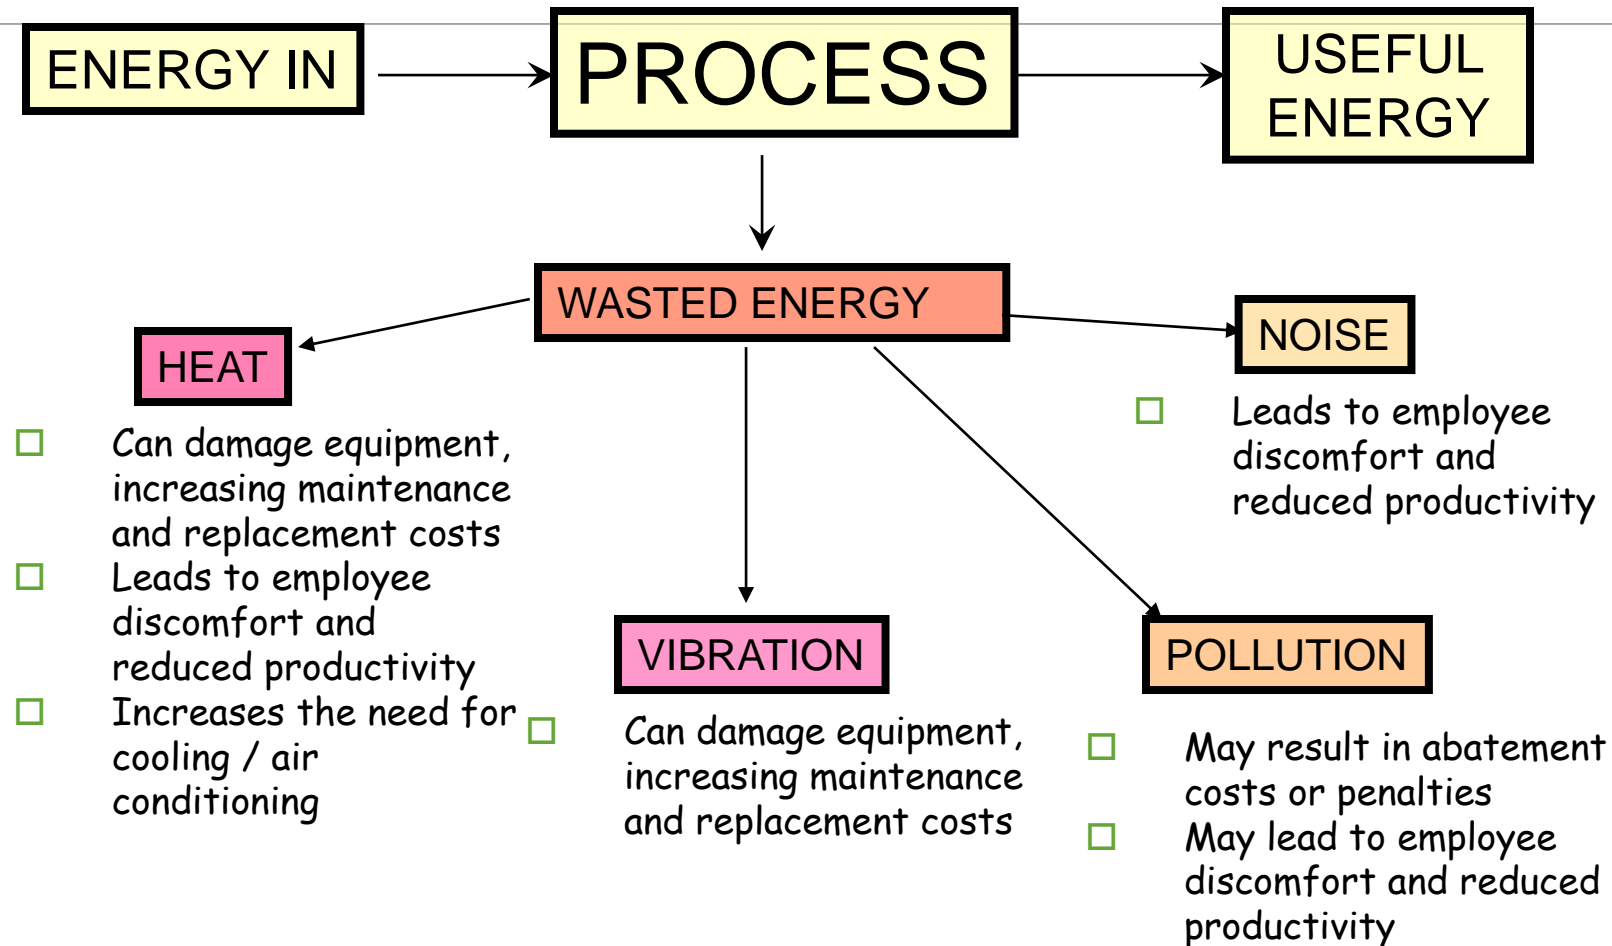 ENERGY IN
PROCESS
USEFUL
ENERGY
WASTED ENERGY
HEAT
Can damage equipment,
increasing maintenance
and replacement costs
Leads to employee
discomfort and
reduced productivity
Increases the need for
cooling / air
conditioning
VIBRATION
Can damage equipment,
increasing maintenance
and replacement costs
NOISE
Leads to employee
discomfort and
reduced productivity
POLLUTION
May result in abatement
costs or penalties
May lead to employee
discomfort and reduced
productivity